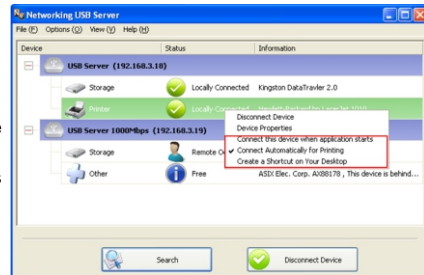 Networking USB Server
File (F) Options (O) View (V) Help (H)
Device Status Information
USB Server (192.168.3.18)
Storage Locally Connected Kingston DataTravler 2.0
Printer Locally Connected
Disconnect Device
Device Properties
Connect this device when application starts
Connect Automatically for Printing
Create a Shortcut on Your Desktop
USB Server 1000Mbps (192.168.3.19)
Storage Remote
Other Free ASIX Elec. Corp. AX88178 , This device is behind...
Search Disconnect Device